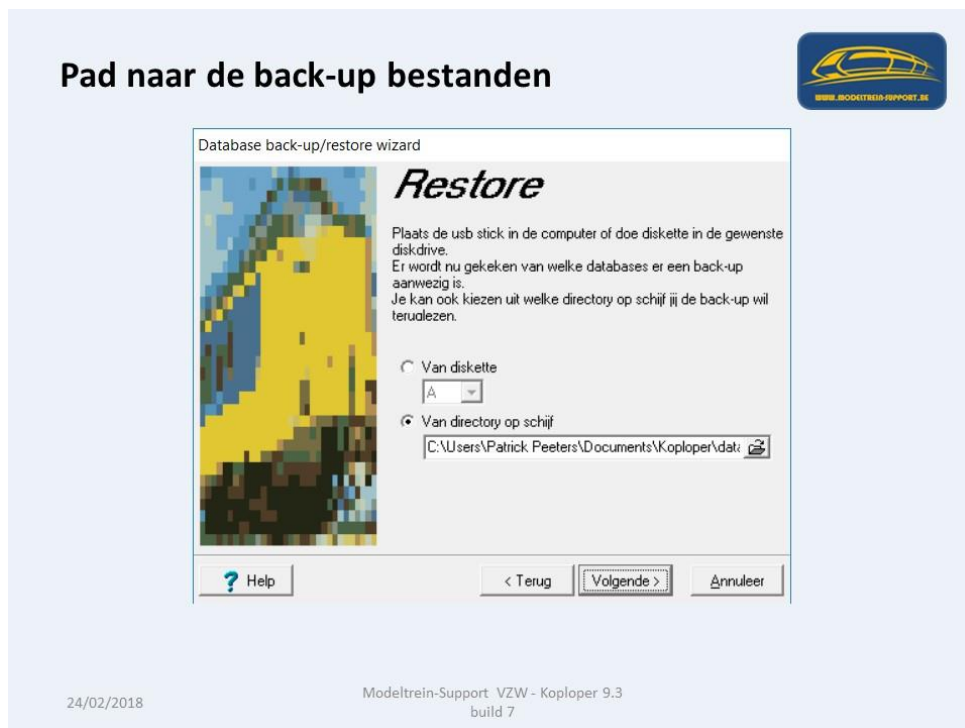 Pad naar de back-up bestanden
WWW.MODELTREIN-SUPPORT.BE
Database back-up/restore wizard
Restore
Plaats de usb stick in de computer of doe diskette in de gewenste
diskdrive.
Er wordt nu gekeken van welke databases er een back-up
aanwezig is.
Je kan ook kiezen uit welke directory op schijf jij de back-up wil
teruglezen.
Van diskette
A
Van directory op schijf
C:\Users\Patrick Peeters\Documents\Koploper\data
? Help
< Terug
Volgende >
Annuleer
24/02/2018
Modeltrein-Support VZW - Koploper 9.3
build 7